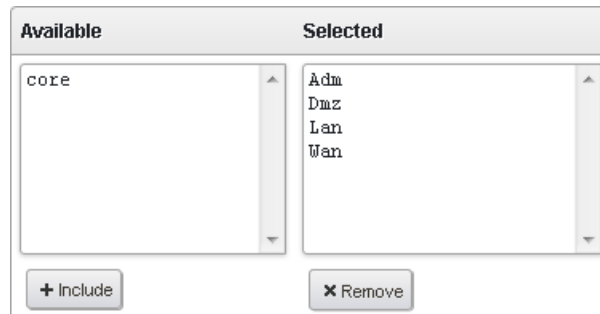 Available
Selected
core
Adm
Dmz
Lan
Wan
+ Include
× Remove